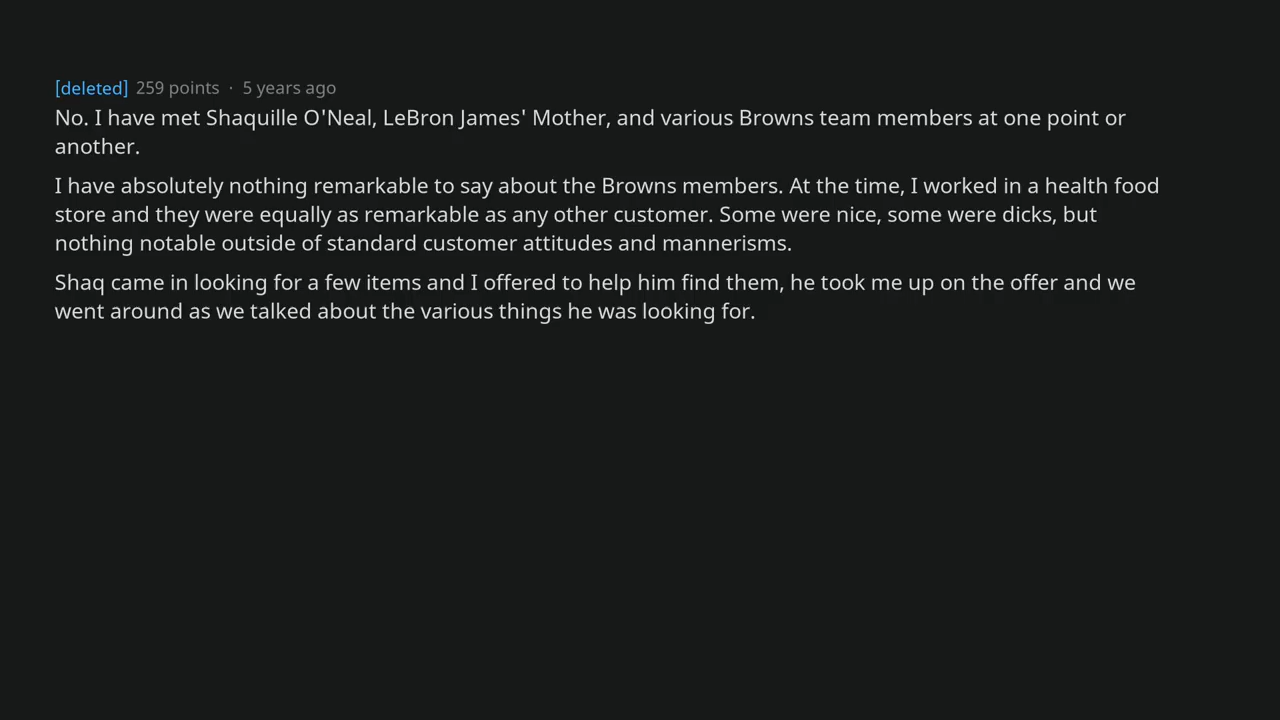 [deleted] 259 points · 5 years ago
No. I have met Shaquille O'Neal, LeBron James' Mother, and various Browns team members at one point or
another.
I have absolutely nothing remarkable to say about the Browns members. At the time, I worked in a health food
store and they were equally as remarkable as any other customer. Some were nice, some were dicks, but
nothing notable outside of standard customer attitudes and mannerisms.
Shaq came in looking for a few items and I offered to help him find them, he took me up on the offer and we
went around as we talked about the various things he was looking for.